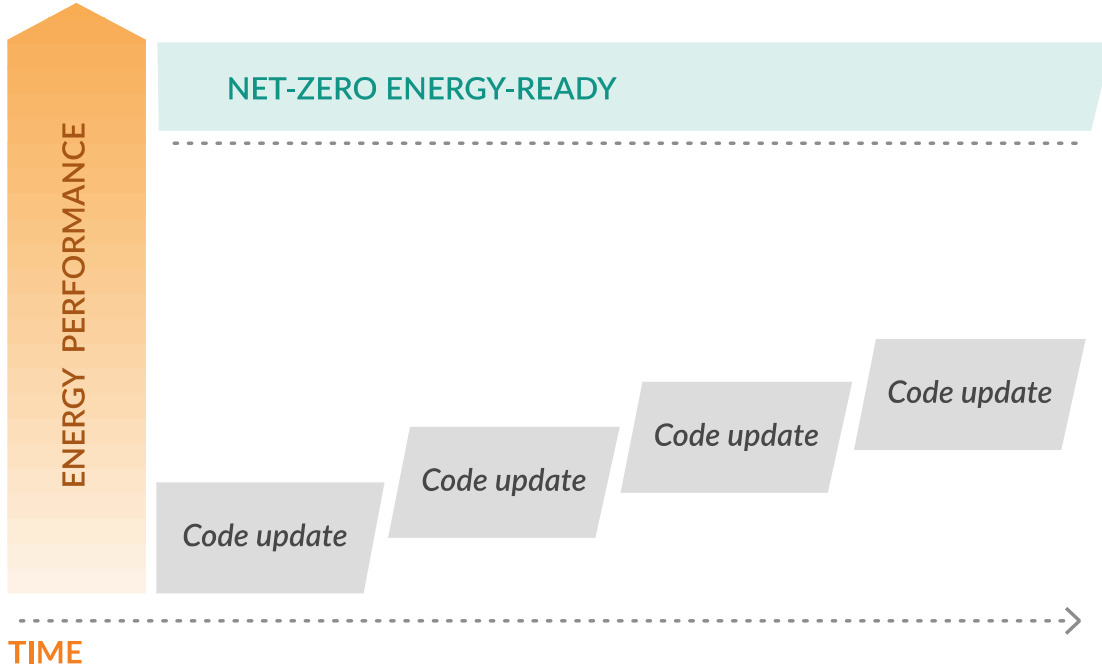 NET-ZERO ENERGY-READY
ENERGY PERFORMANCE
Code update
Code update
Code update
Code update
TIME